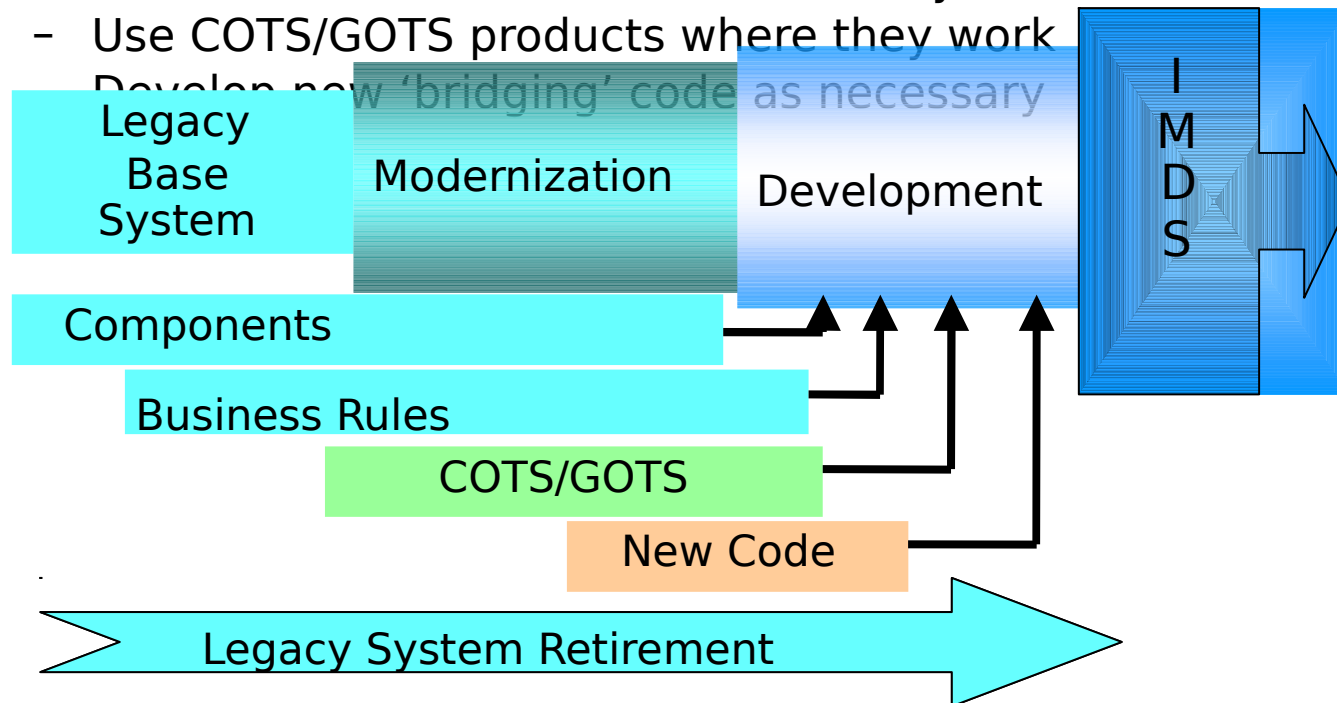 – Use COTS/GOTS products where they work
Develop new ‘bridging’ code as necessary
Legacy
Base
System
Modernization
Development
I
M
D
S
Components
Business Rules
COTS/GOTS
New Code
Legacy System Retirement